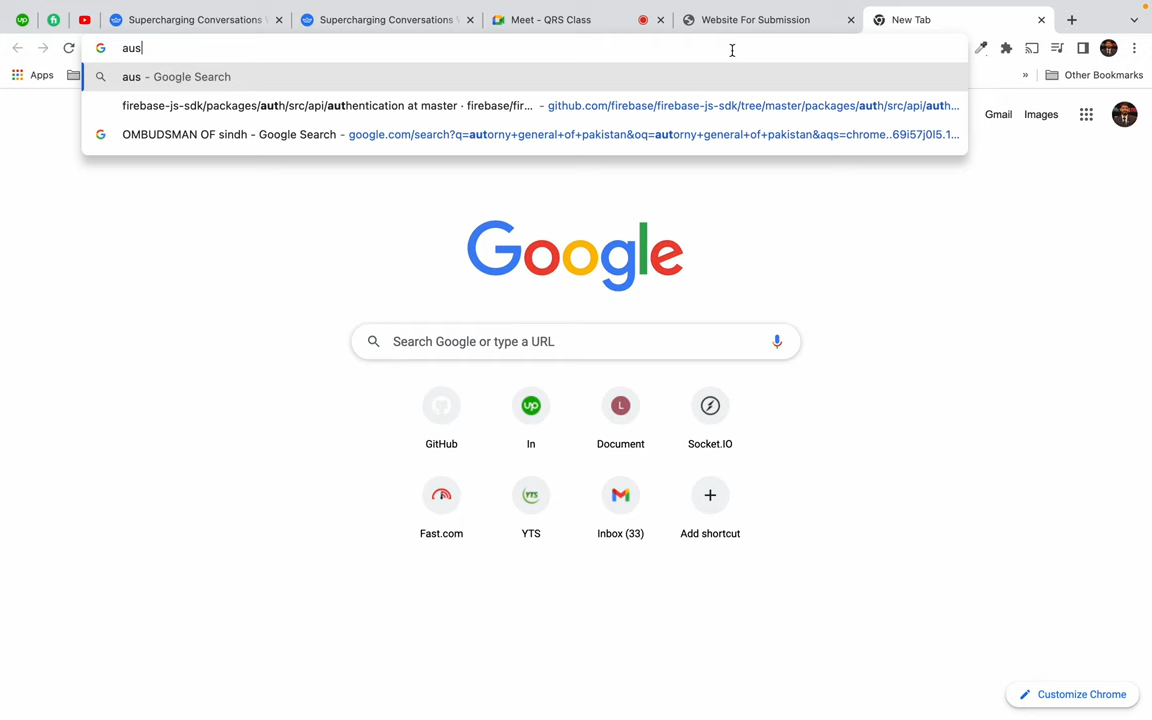 Supercharging Conversations W
Supercharging Conversations W
Meet - QRS Class
Website For Submission
New Tab
aus
Apps
Other Bookmarks
aus - Google Search
firebase-js-sdk/packages/auth/src/api/authentication at master · firebase/fir... - github.com/firebase/firebase-js-sdk/tree/master/packages/auth/src/api/auth...
OMBUDSMAN OF sindh - Google Search - google.com/search?q=autorny+general+of+pakistan&oq=autorny+general+of+pakistan&aqs=chrome..69i57j0l5.1...
Gmail Images
Google
Search Google or type a URL
GitHub
In
Document
Socket.IO
Fast.com
YTS
Inbox (33)
Add shortcut
Customize Chrome